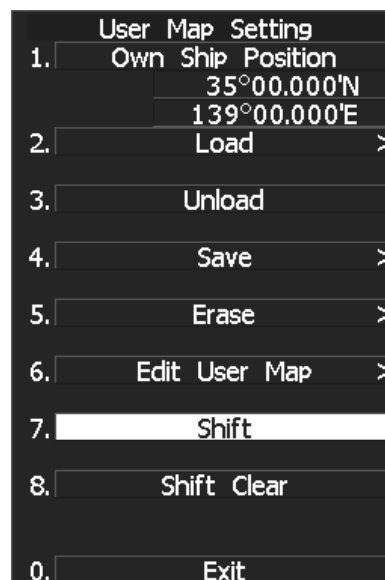 User Map Setting
1. Own Ship Position
35°00.000'N
139°00.000'E
2. Load >
3. Unload
4. Save >
5. Erase >
6. Edit User Map >
7. Shift
8. Shift Clear
0. Exit